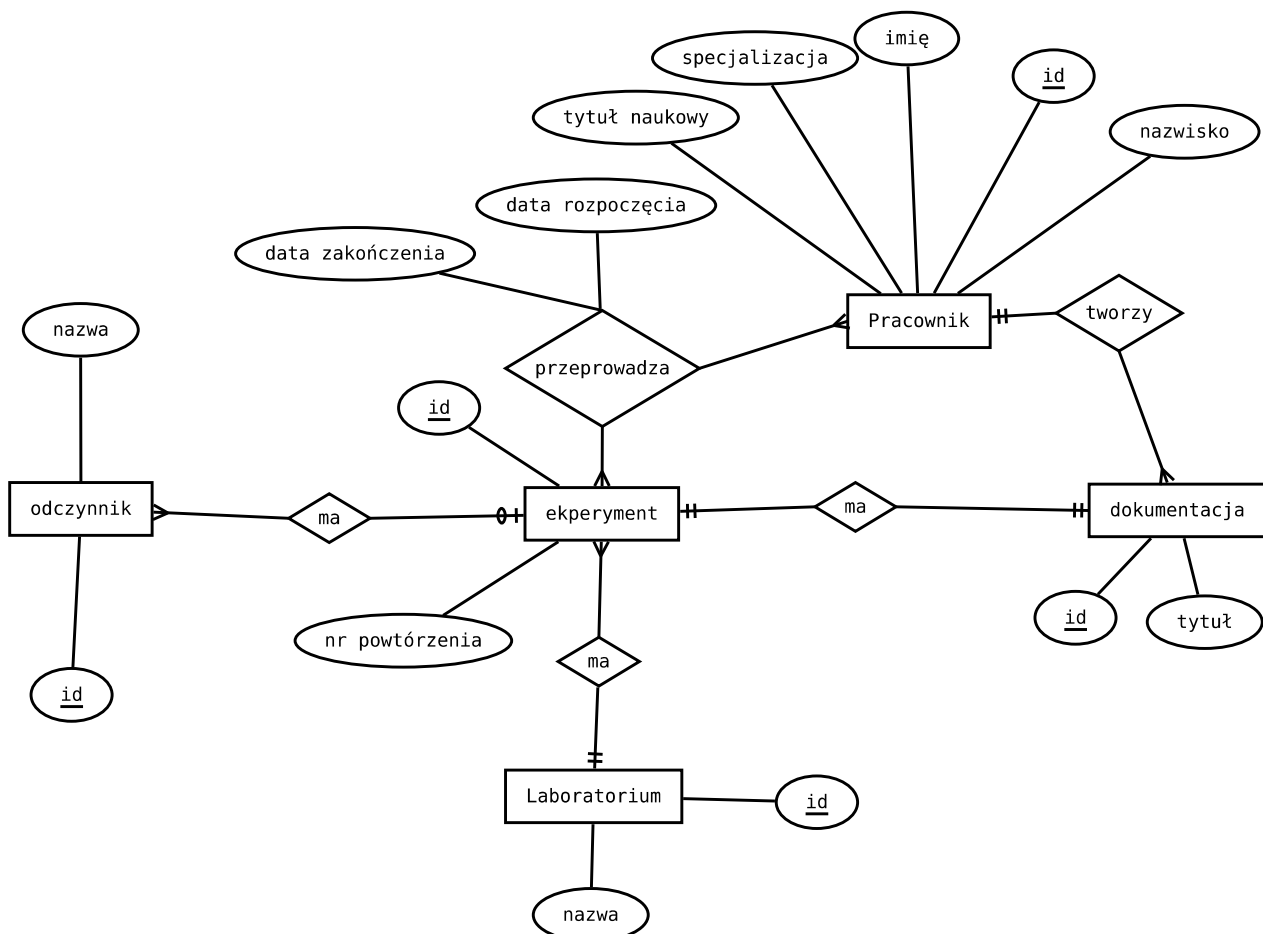 imię
specjalizacja
id
tytuł naukowy
nazwisko
data rozpoczęcia
data zakończenia
Pracownik
tworzy
nazwa
przeprowadza
id
odczynnik
ma
ekperyment
ma
dokumentacja
id
tytuł
nr powtórzenia
ma
id
Laboratorium
id
nazwa